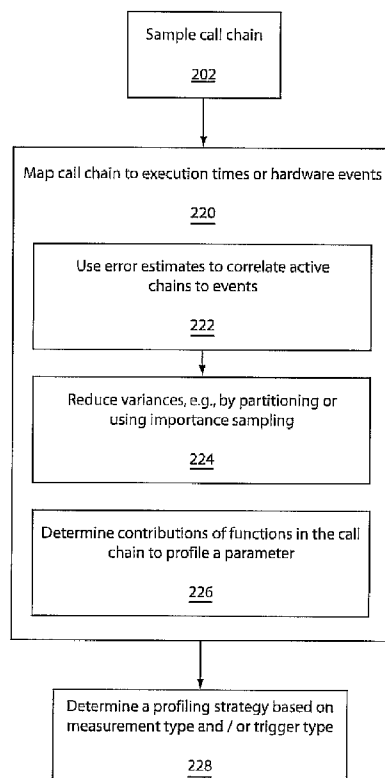 Sample call chain
202
Map call chain to execution times or hardware events
220
Use error estimates to correlate active
chains to events
222
Reduce variances, e.g., by partitioning or
using importance sampling
224
Determine contributions of functions in the call
chain to profile a parameter
226
Determine a profiling strategy based on
measurement type and / or trigger type
228